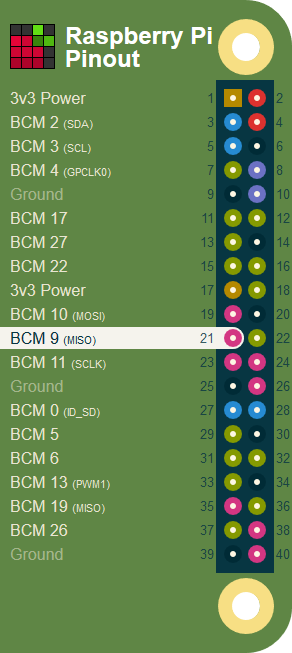 Raspberry Pi
Pinout
3v3 Power 1 2
BCM 2 (SDA) 3 4
BCM 3 (SCL) 5 6
BCM 4 (GPCLK0) 7 8
Ground 9 10
BCM 17 11 12
BCM 27 13 14
BCM 22 15 16
3v3 Power 17 18
BCM 10 (MOSI) 19 20
BCM 9 (MISO) 21 22
BCM 11 (SCLK) 23 24
Ground 25 26
BCM 0 (ID_SD) 27 28
BCM 5 29 30
BCM 6 31 32
BCM 13 (PWM1) 33 34
BCM 19 (MISO) 35 36
BCM 26 37 38
Ground 39 40